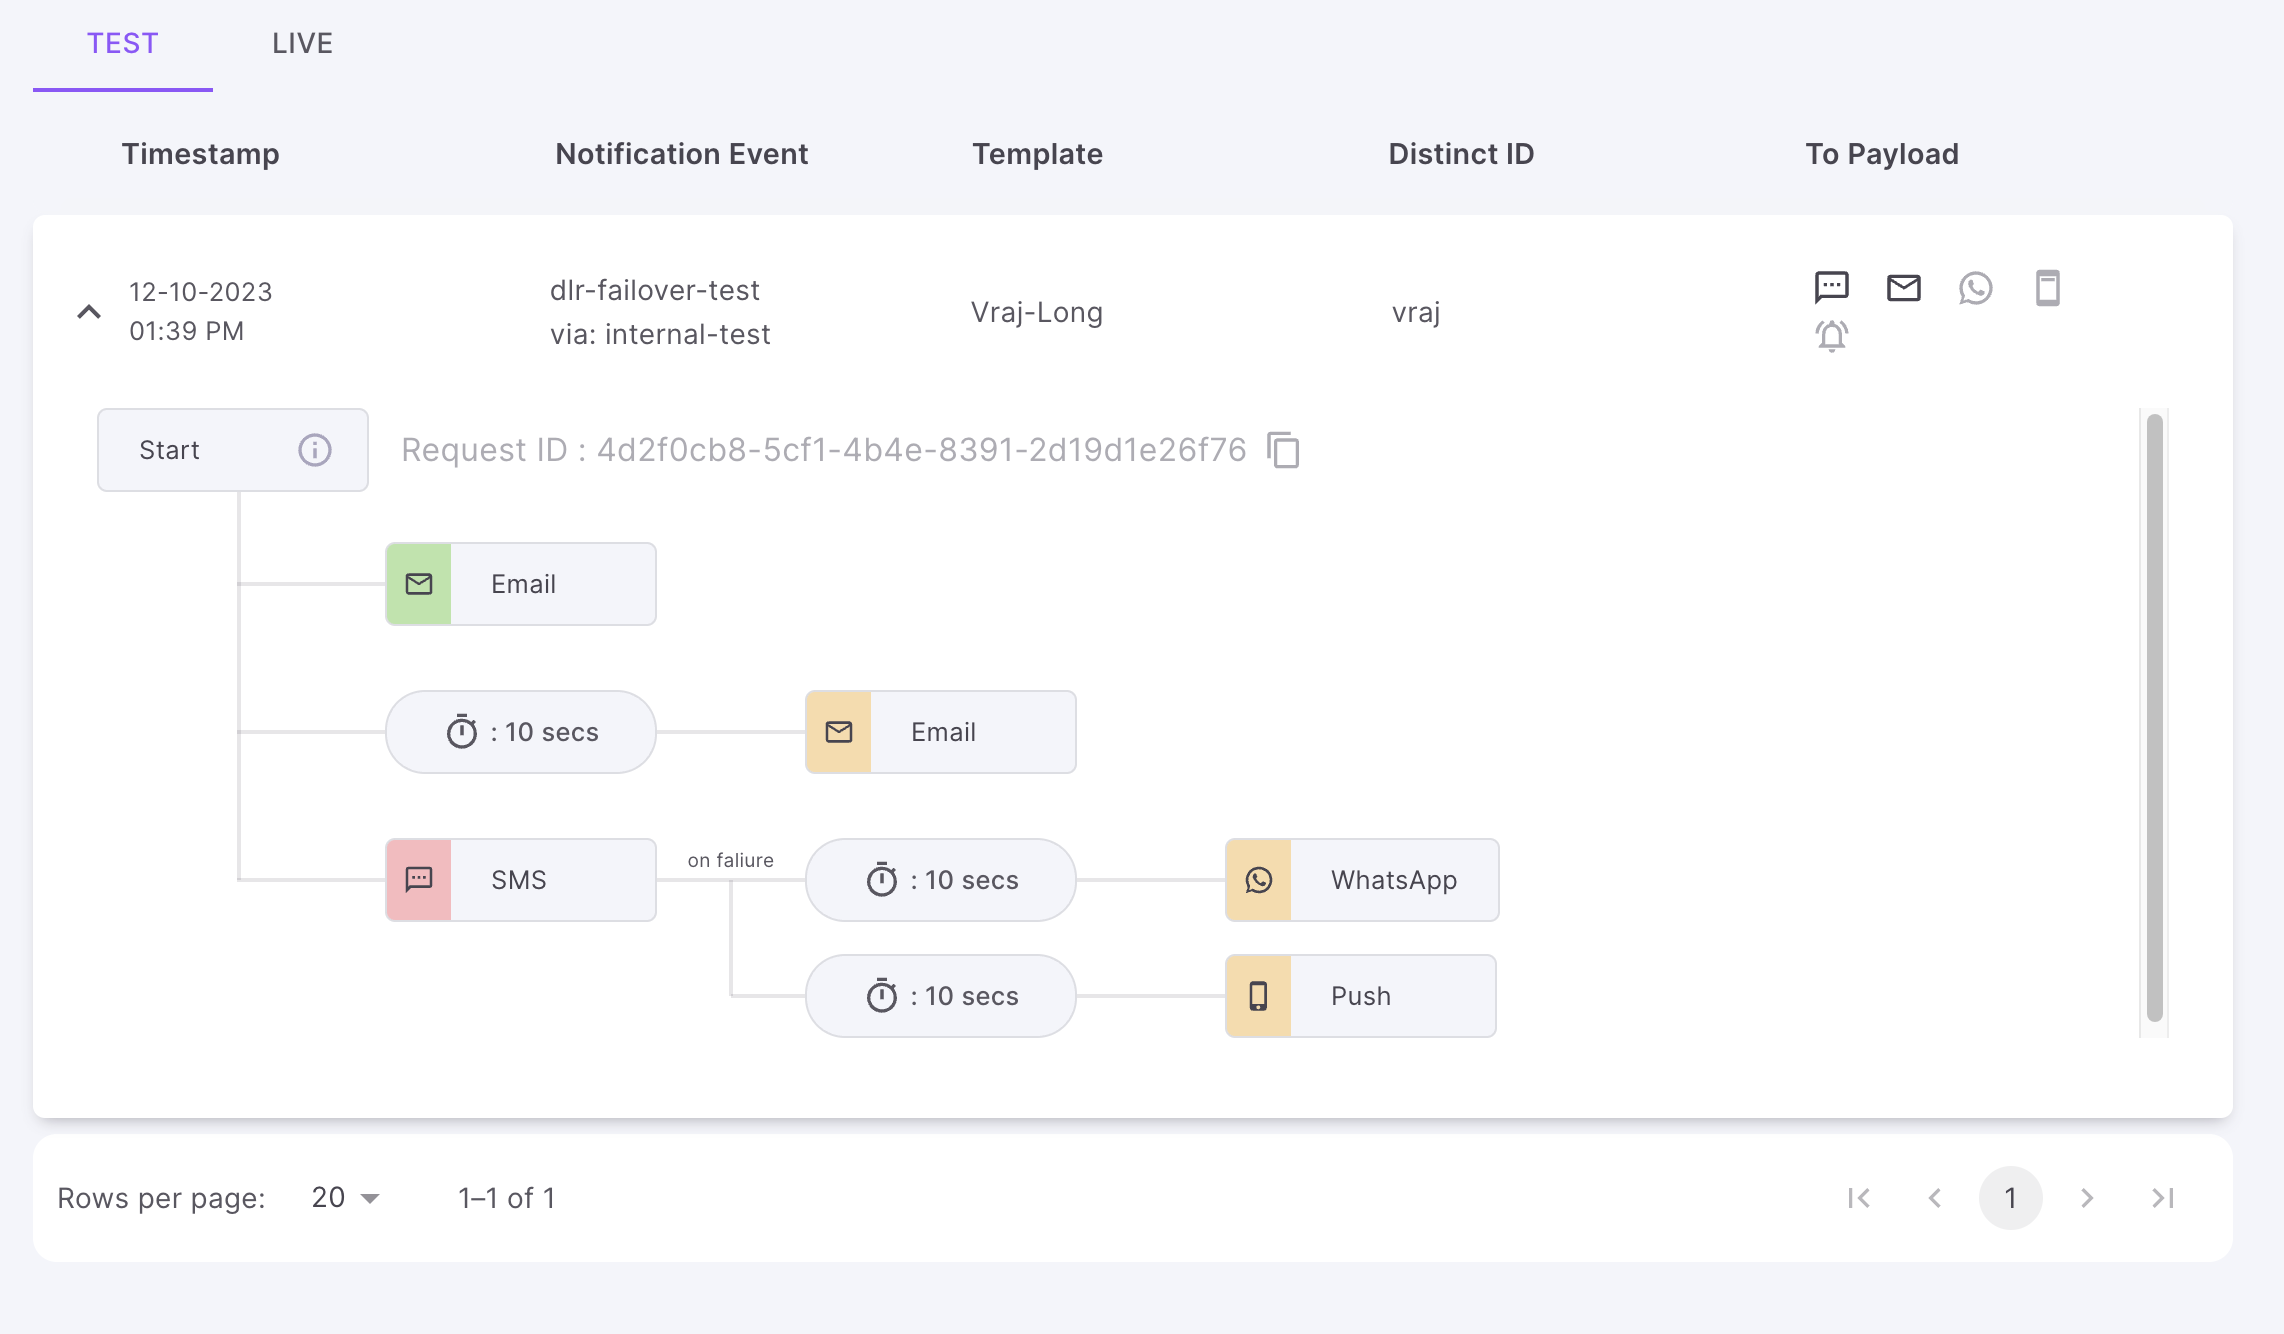 TEST
LIVE
Timestamp
Notification Event
Template
Distinct ID
To Payload
12-10-2023
01:39 PM
dlr-failover-test
via: internal-test
Vraj-Long
vraj
Start
Request ID : 4d2f0cb8-5cf1-4b4e-8391-2d19d1e26f76
Email
: 10 secs
Email
SMS
on faliure
: 10 secs
WhatsApp
: 10 secs
Push
Rows per page:
20
1–1 of 1
1